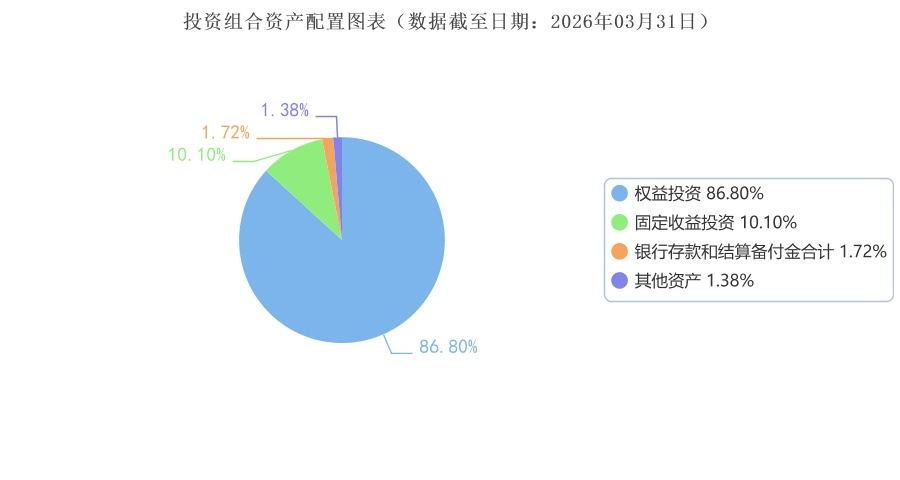 投资组合资产配置图表（数据截至日期：2026年03月31日）
1.38%
1.72%
10.10%
86.80%
权益投资 86.80%
固定收益投资 10.10%
银行存款和结算备付金合计 1.72%
其他资产 1.38%